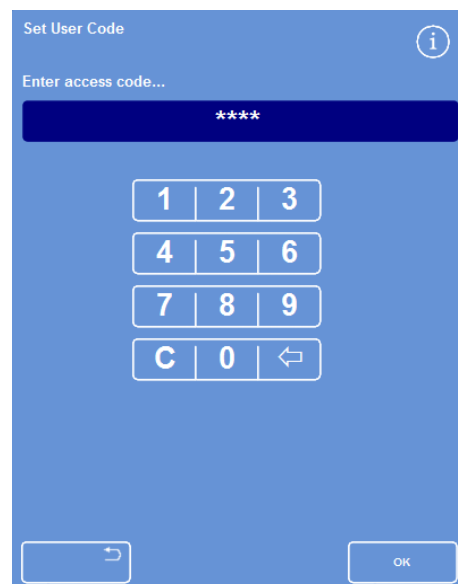 Set User Code
i
Enter access code...
****
1 2 3
4 5 6
7 8 9
C 0
OK